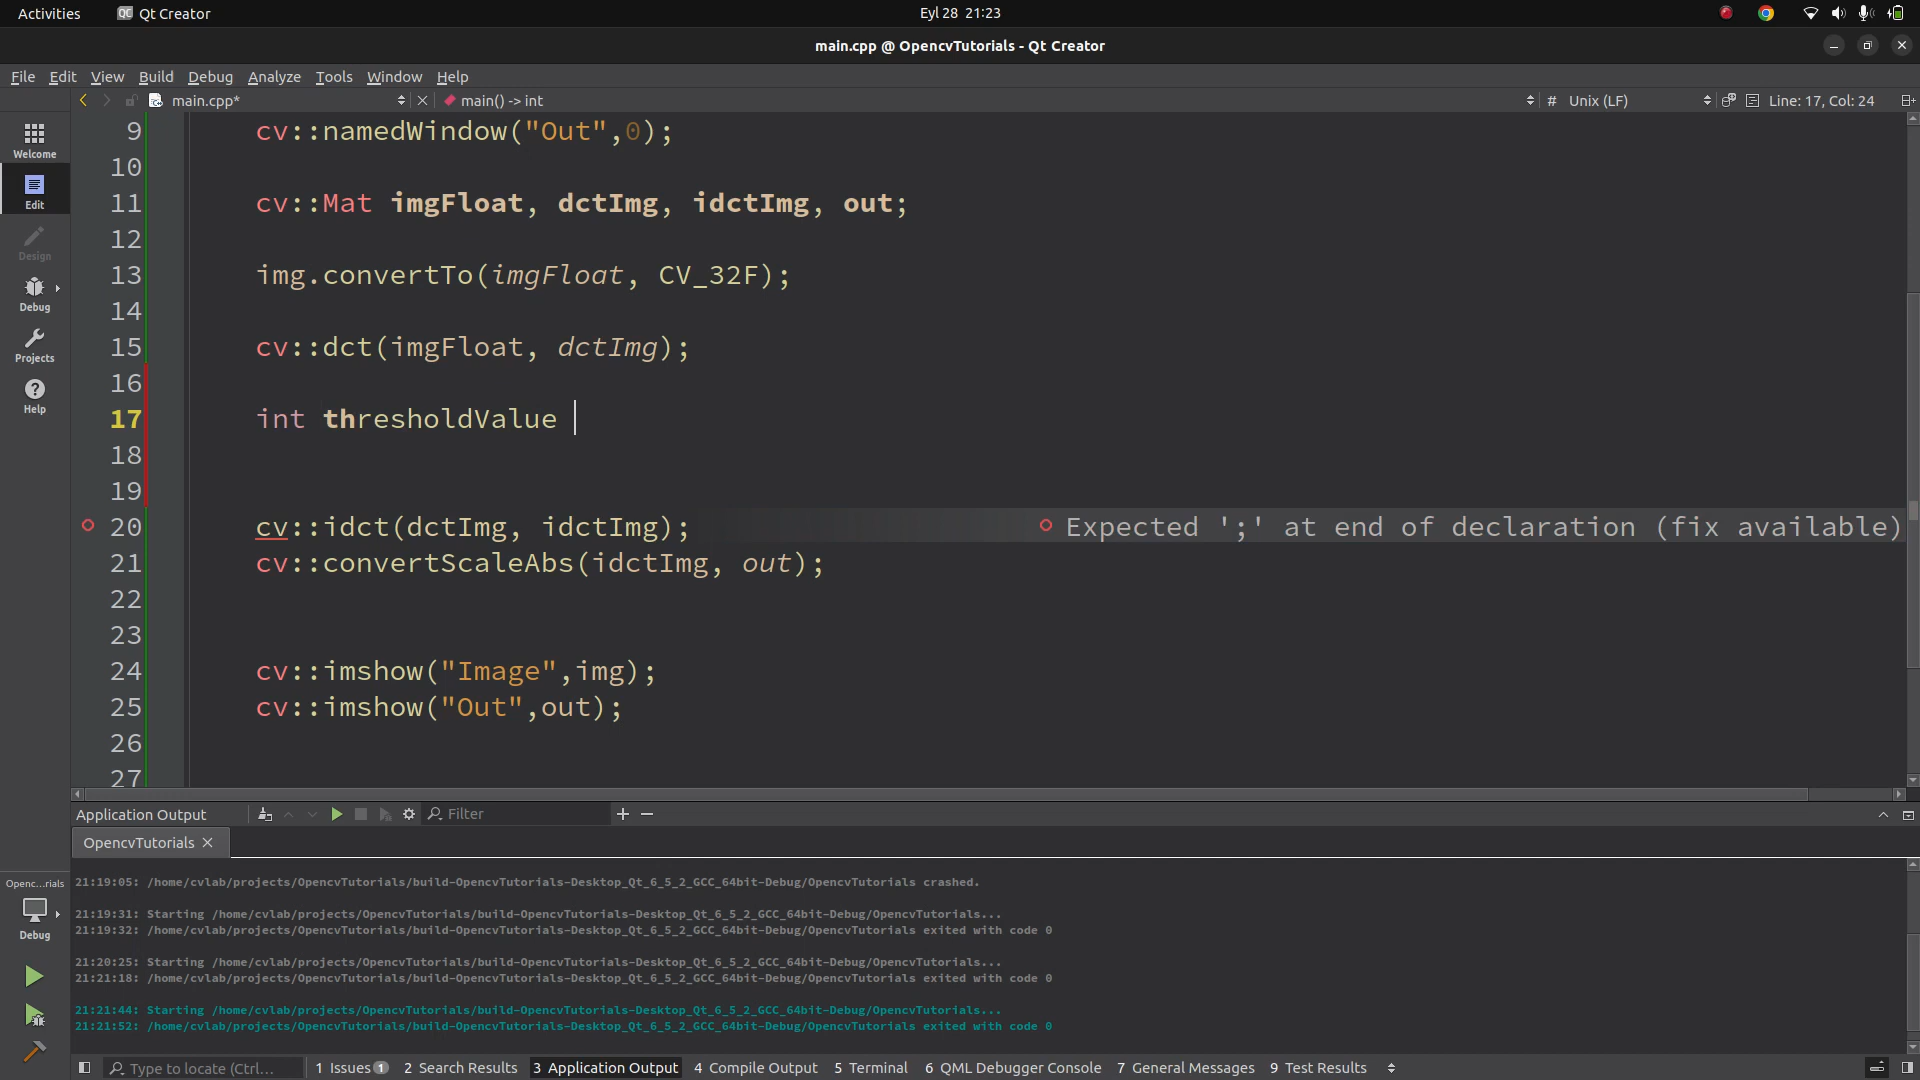 Activities Qt Creator Eyl 28 21:23
main.cpp @ OpencvTutorials - Qt Creator
File Edit View Build Debug Analyze Tools Window Help
main.cpp* main() -> int # Unix (LF) Line: 17, Col: 24
Welcome
Edit
Design
Debug
Projects
Help
9 cv::namedWindow("Out",0);
10
11 cv::Mat imgFloat, dctImg, idctImg, out;
12
13 img.convertTo(imgFloat, CV_32F);
14
15 cv::dct(imgFloat, dctImg);
16
17 int thresholdValue
18
19
20 cv::idct(dctImg, idctImg); Expected ';' at end of declaration (fix available)
21 cv::convertScaleAbs(idctImg, out);
22
23
24 cv::imshow("Image",img);
25 cv::imshow("Out",out);
26
27
Application Output Filter
OpencvTutorials
21:19:05: /home/cvlab/projects/OpencvTutorials/build-OpencvTutorials-Desktop_Qt_6_5_2_GCC_64bit-Debug/OpencvTutorials crashed.
21:19:31: Starting /home/cvlab/projects/OpencvTutorials/build-OpencvTutorials-Desktop_Qt_6_5_2_GCC_64bit-Debug/OpencvTutorials...
21:19:32: /home/cvlab/projects/OpencvTutorials/build-OpencvTutorials-Desktop_Qt_6_5_2_GCC_64bit-Debug/OpencvTutorials exited with code 0
21:20:25: Starting /home/cvlab/projects/OpencvTutorials/build-OpencvTutorials-Desktop_Qt_6_5_2_GCC_64bit-Debug/OpencvTutorials...
21:21:18: /home/cvlab/projects/OpencvTutorials/build-OpencvTutorials-Desktop_Qt_6_5_2_GCC_64bit-Debug/OpencvTutorials exited with code 0
21:21:44: Starting /home/cvlab/projects/OpencvTutorials/build-OpencvTutorials-Desktop_Qt_6_5_2_GCC_64bit-Debug/OpencvTutorials...
21:21:52: /home/cvlab/projects/OpencvTutorials/build-OpencvTutorials-Desktop_Qt_6_5_2_GCC_64bit-Debug/OpencvTutorials exited with code 0
Openc...rials
Debug
Type to locate (Ctrl... 1 Issues 1 2 Search Results 3 Application Output 4 Compile Output 5 Terminal 6 QML Debugger Console 7 General Messages 9 Test Results